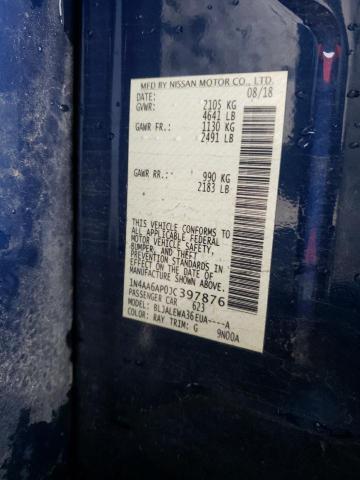 MFD BY NISSAN MOTOR CO., LTD.
DATE: 08/18
GVWR: 2105 KG
4641 LB
GAWR FR.: 1130 KG
2491 LB
GAWR RR.: 990 KG
2183 LB
THIS VEHICLE CONFORMS TO
ALL APPLICABLE FEDERAL
MOTOR VEHICLE SAFETY,
BUMPER, AND THEFT
PREVENTION STANDARDS IN
EFFECT ON THE DATE OF
MANUFACTURE SHOWN ABOVE.
1N4AA6AP0JC397876
PASSENGER CAR 623
MODEL: BLJALEWA36EUA----A
COLOR: RAY TRIM: G 9N00A